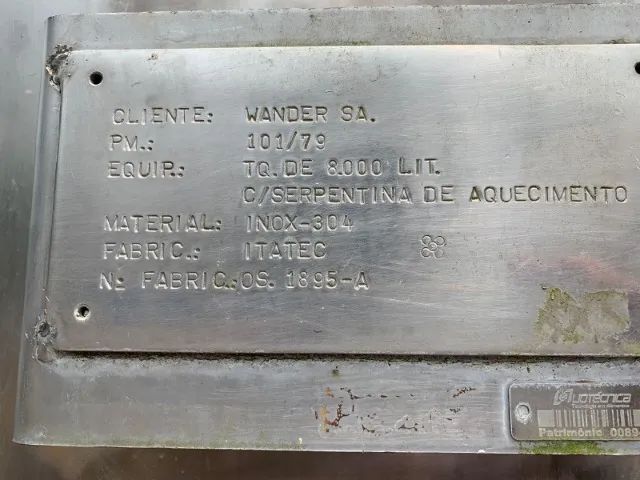 CLIENTE: WANDER SA.
PM.: 101/79
EQUIP.: TQ. DE 8.000 LIT.
C/SERPENTINA DE AQUECIMENTO
MATERIAL: INOX-304
FABRIC.: ITATEC
Nº FABRIC.: OS. 1895-A
Patrimônio 0089